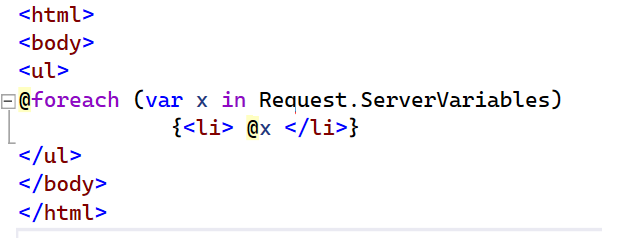 <html>
<body>
<ul>
@foreach (var x in Request.ServerVariables)
{<li> @x </li>}
</ul>
</body>
</html>